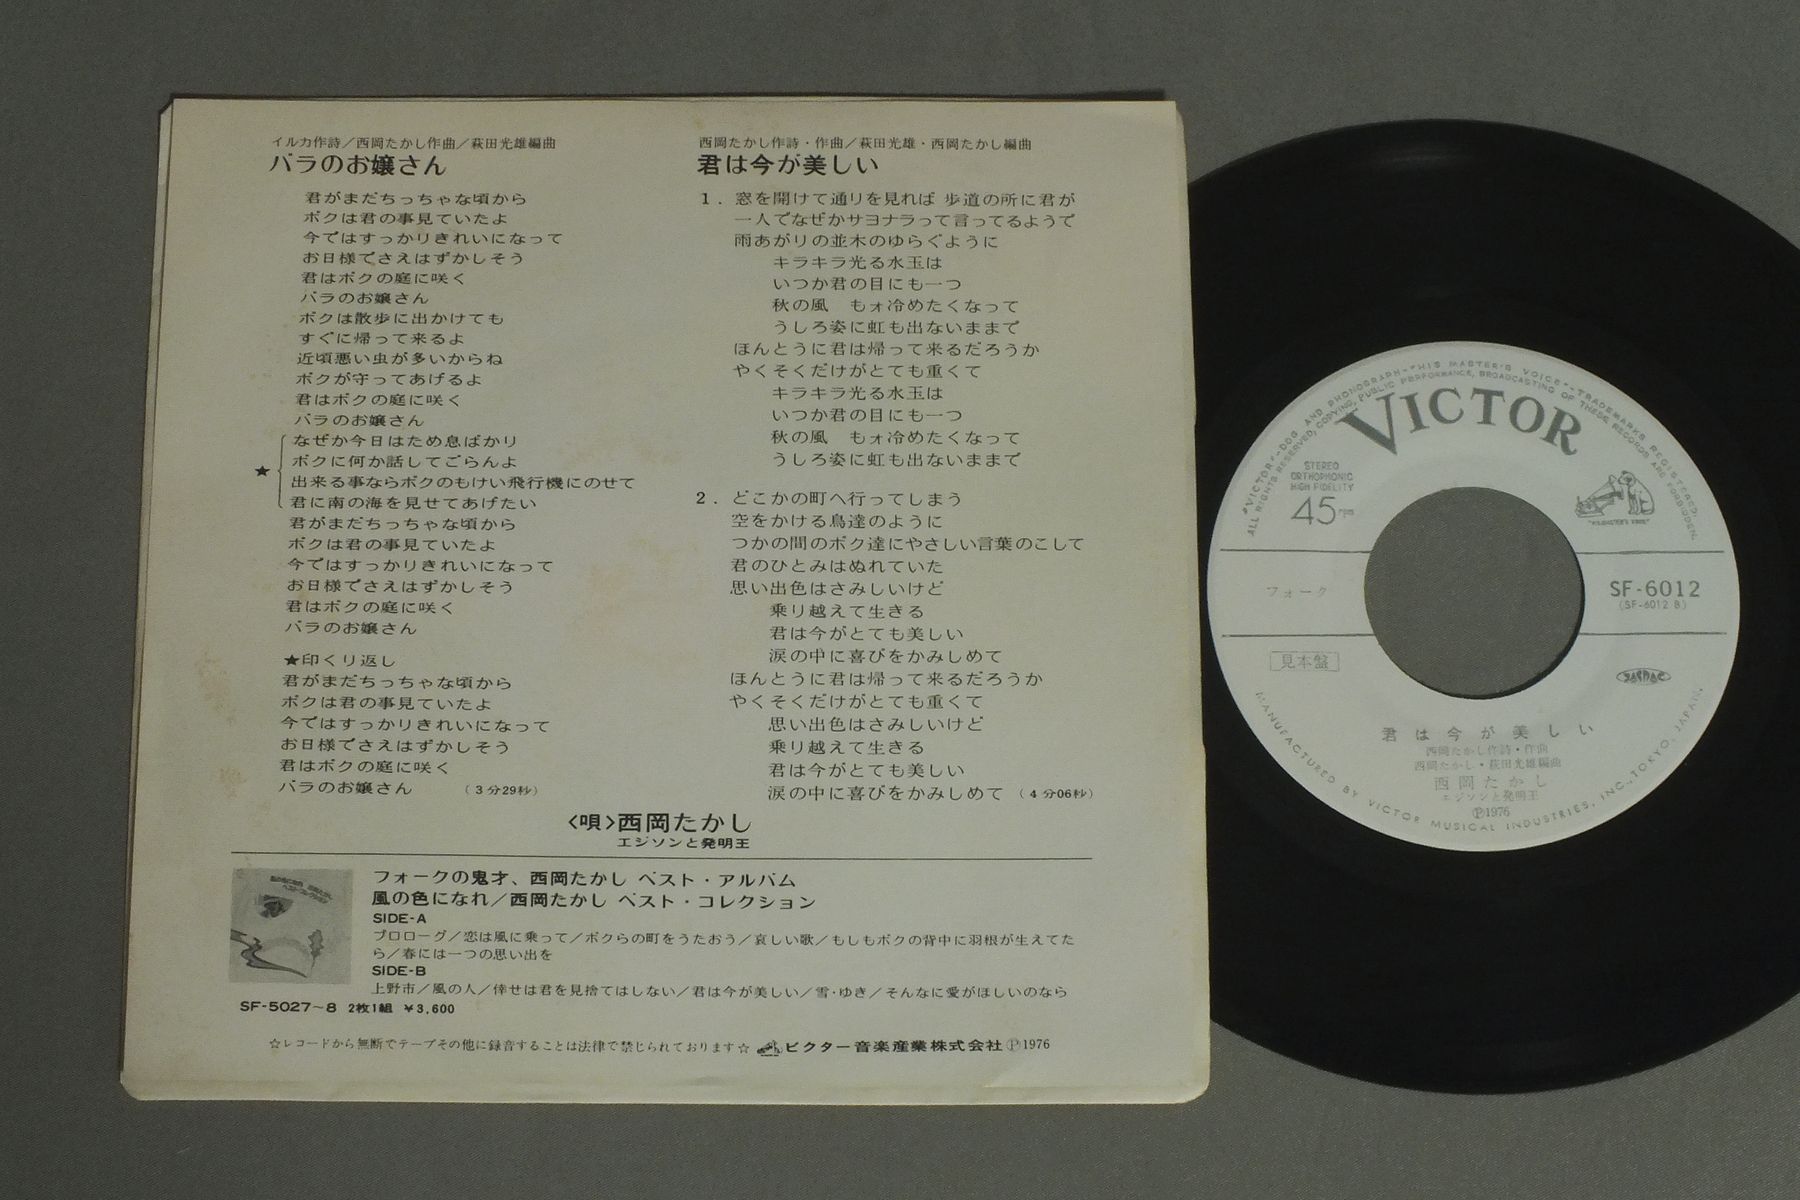 イルカ作詩／西岡たかし作曲／萩田光雄編曲
バラのお嬢さん
君がまだちっちゃな頃から
ボクは君の事見ていたよ
今ではすっかりきれいになって
お日様でさえはずかしそう
君はボクの庭に咲く
バラのお嬢さん
ボクは散歩に出かけても
すぐに帰って来るよ
近頃悪い虫が多いからね
ボクが守ってあげるよ
君はボクの庭に咲く
バラのお嬢さん
★
なぜか今日はため息ばかり
ボクに何か話してごらんよ
出来る事ならボクのもけい飛行機にのせて
君に南の海を見せてあげたい
君がまだちっちゃな頃から
ボクは君の事見ていたよ
今ではすっかりきれいになって
お日様でさえはずかしそう
君はボクの庭に咲く
バラのお嬢さん
★印くり返し
君がまだちっちゃな頃から
ボクは君の事見ていたよ
今ではすっかりきれいになって
お日様でさえはずかしそう
君はボクの庭に咲く
バラのお嬢さん （3分29秒）
西岡たかし作詩・作曲／萩田光雄・西岡たかし編曲
君は今が美しい
1．窓を開けて通りを見れば 歩道の所に君が
一人でなぜかサヨナラって言ってるようで
雨あがりの並木のゆらぐように
キラキラ光る水玉は
いつか君の目にも一つ
秋の風 もォ冷めたくなって
うしろ姿に虹も出ないままで
ほんとうに君は帰って来るだろうか
やくそくだけがとても重くて
キラキラ光る水玉は
いつか君の目にも一つ
秋の風 もォ冷めたくなって
うしろ姿に虹も出ないままで
2．どこかの町へ行ってしまう
空をかける鳥達のように
つかの間のボク達にやさしい言葉のこして
君のひとみはぬれていた
思い出色はさみしいけど
乗り越えて生きる
君は今がとても美しい
涙の中に喜びをかみしめて
ほんとうに君は帰って来るだろうか
やくそくだけがとても重くて
思い出色はさみしいけど
乗り越えて生きる
君は今がとても美しい
涙の中に喜びをかみしめて （4分06秒）
〈唄〉西岡たかし
エジソンと発明王
フォークの鬼才、西岡たかし ベスト・アルバム
風の色になれ／西岡たかし ベスト・コレクション
SIDE-A
プロローグ／恋は風に乗って／ボクらの町をうたおう／哀しい歌／もしもボクの背中に羽根が生えてた
ら／春には一つの思い出を
SIDE-B
上野市／風の人／倖せは君を見捨てはしない／君は今が美しい／雪・ゆき／そんなに愛がほしいのなら
SF-5027〜8 2枚1組 ￥3,600
☆レコードから無断でテープその他に録音することは法律で禁じられております☆ ビクター音楽産業株式会社 Ⓟ1976
"VICTOR"-"DOG AND PHONOGRAPH"-"HIS MASTER'S VOICE"-TRADEMARKS REGISTRADO.
ALL RIGHTS RESERVED, COPYING, PUBLIC PERFORMANCE, BROADCASTING OF THESE RECORDS ARE FORBIDDEN.
VICTOR
STEREO
ORTHOPHONIC
HIGH FIDELITY
45rpm
"HIS MASTER'S VOICE"
フォーク
SF-6012
(SF-6012 B)
見本盤
JASRAC
君は今が美しい
西岡たかし作詩・作曲
西岡たかし・萩田光雄編曲
西岡たかし
エジソンと発明王
Ⓟ1976
MANUFACTURED BY VICTOR MUSICAL INDUSTRIES, INC., TOKYO, JAPAN